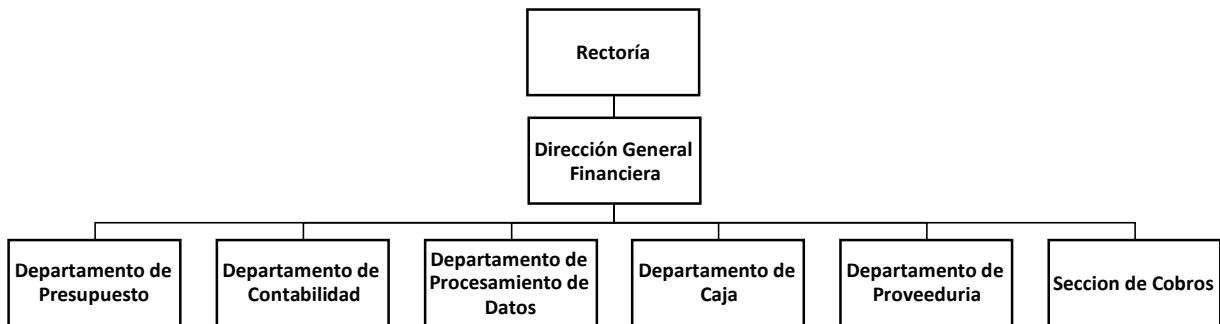 Rectoría
Dirección General
Financiera
Departamento de
Presupuesto
Departamento de
Contabilidad
Departamento de
Procesamiento de
Datos
Departamento de
Caja
Departamento de
Proveeduria
Seccion de Cobros